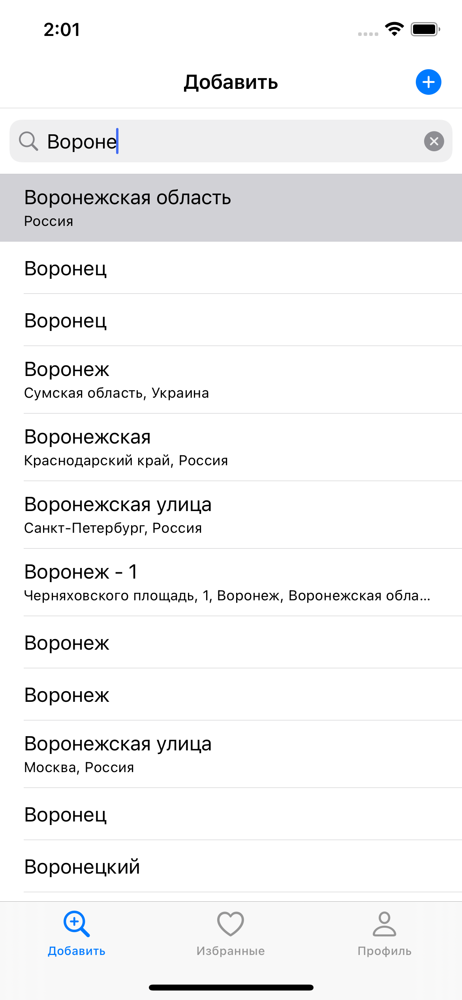 2:01
Добавить
Вороне
Воронежская область
Россия
Воронец
Воронец
Воронеж
Сумская область, Украина
Воронежская
Краснодарский край, Россия
Воронежская улица
Санкт-Петербург, Россия
Воронеж - 1
Черняховского площадь, 1, Воронеж, Воронежская обла...
Воронеж
Воронеж
Воронежская улица
Москва, Россия
Воронец
Воронецкий
Добавить
Избранные
Профиль